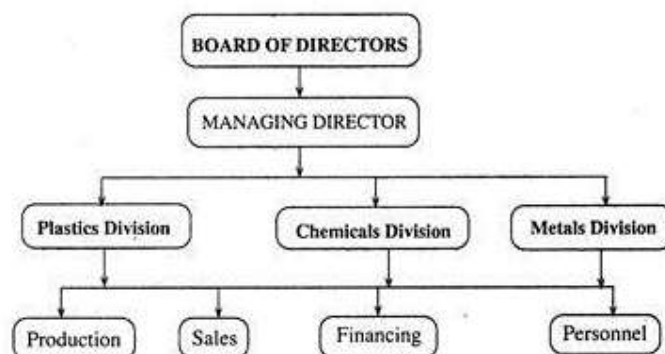 BOARD OF DIRECTORS
MANAGING DIRECTOR
Plastics Division
Chemicals Division
Metals Division
Production
Sales
Financing
Personnel